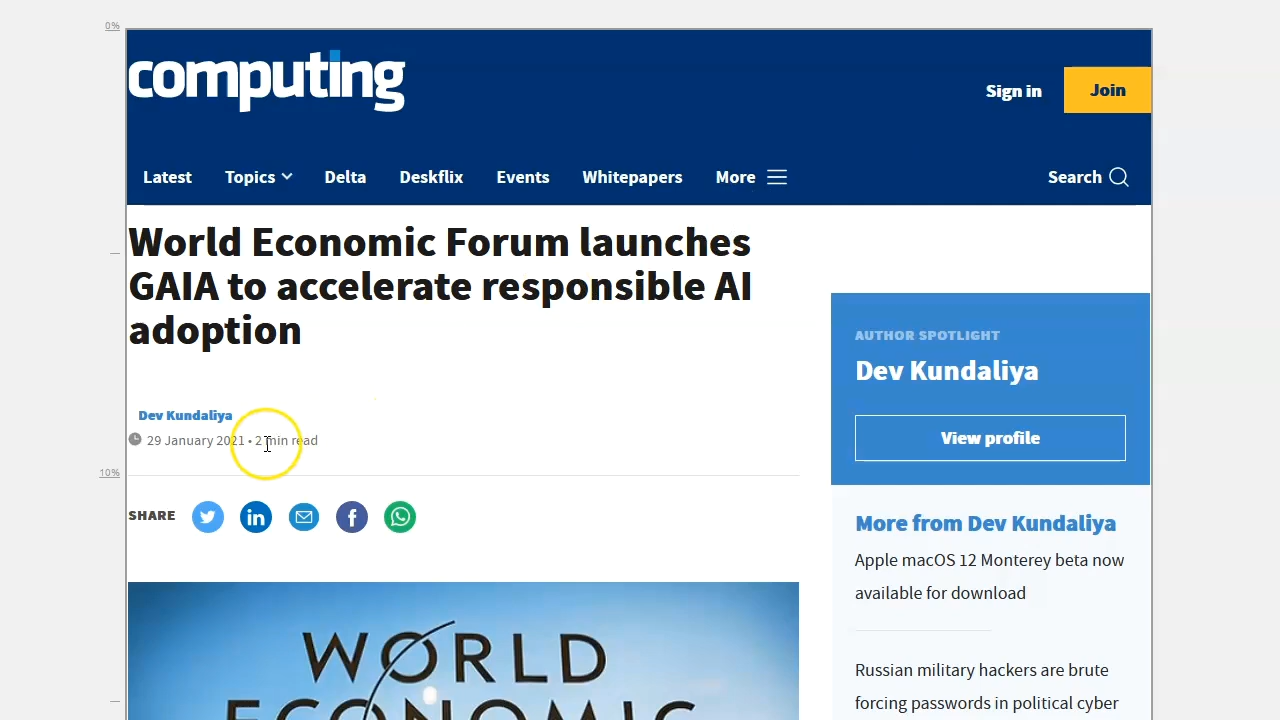 0%
computing
Sign in
Join
Latest
Topics
Delta
Deskflix
Events
Whitepapers
More
Search
World Economic Forum launches
GAIA to accelerate responsible AI
adoption
Dev Kundaliya
29 January 2021 • 2 min read
10%
SHARE
WORLD
ECONOMIC
AUTHOR SPOTLIGHT
Dev Kundaliya
View profile
More from Dev Kundaliya
Apple macOS 12 Monterey beta now
available for download
Russian military hackers are brute
forcing passwords in political cyber